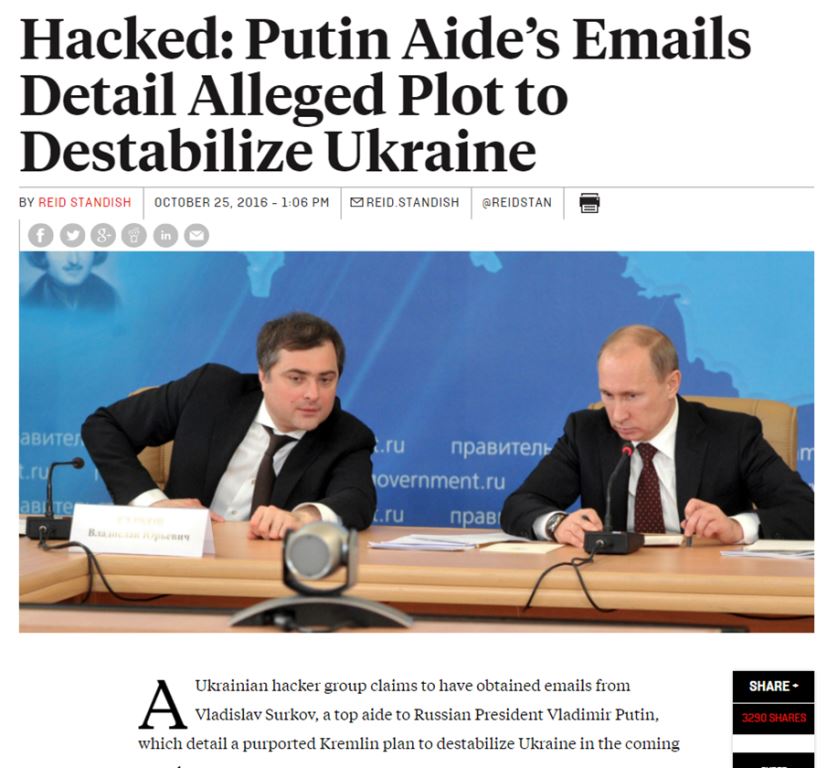 Hacked: Putin Aide's Emails
Detail Alleged Plot to
Destabilize Ukraine
BY REID STANDISH
OCTOBER 25, 2016 - 1:06 PM
REID.STANDISH
@REIDSTAN
f
g+
in
авител
.ru
правитель
government.ru
t.ru
авите
.ru
прав
Владислав Юрьевич
A Ukrainian hacker group claims to have obtained emails from
Vladislav Surkov, a top aide to Russian President Vladimir Putin,
which detail a purported Kremlin plan to destabilize Ukraine in the coming
SHARE +
3290 SHARES